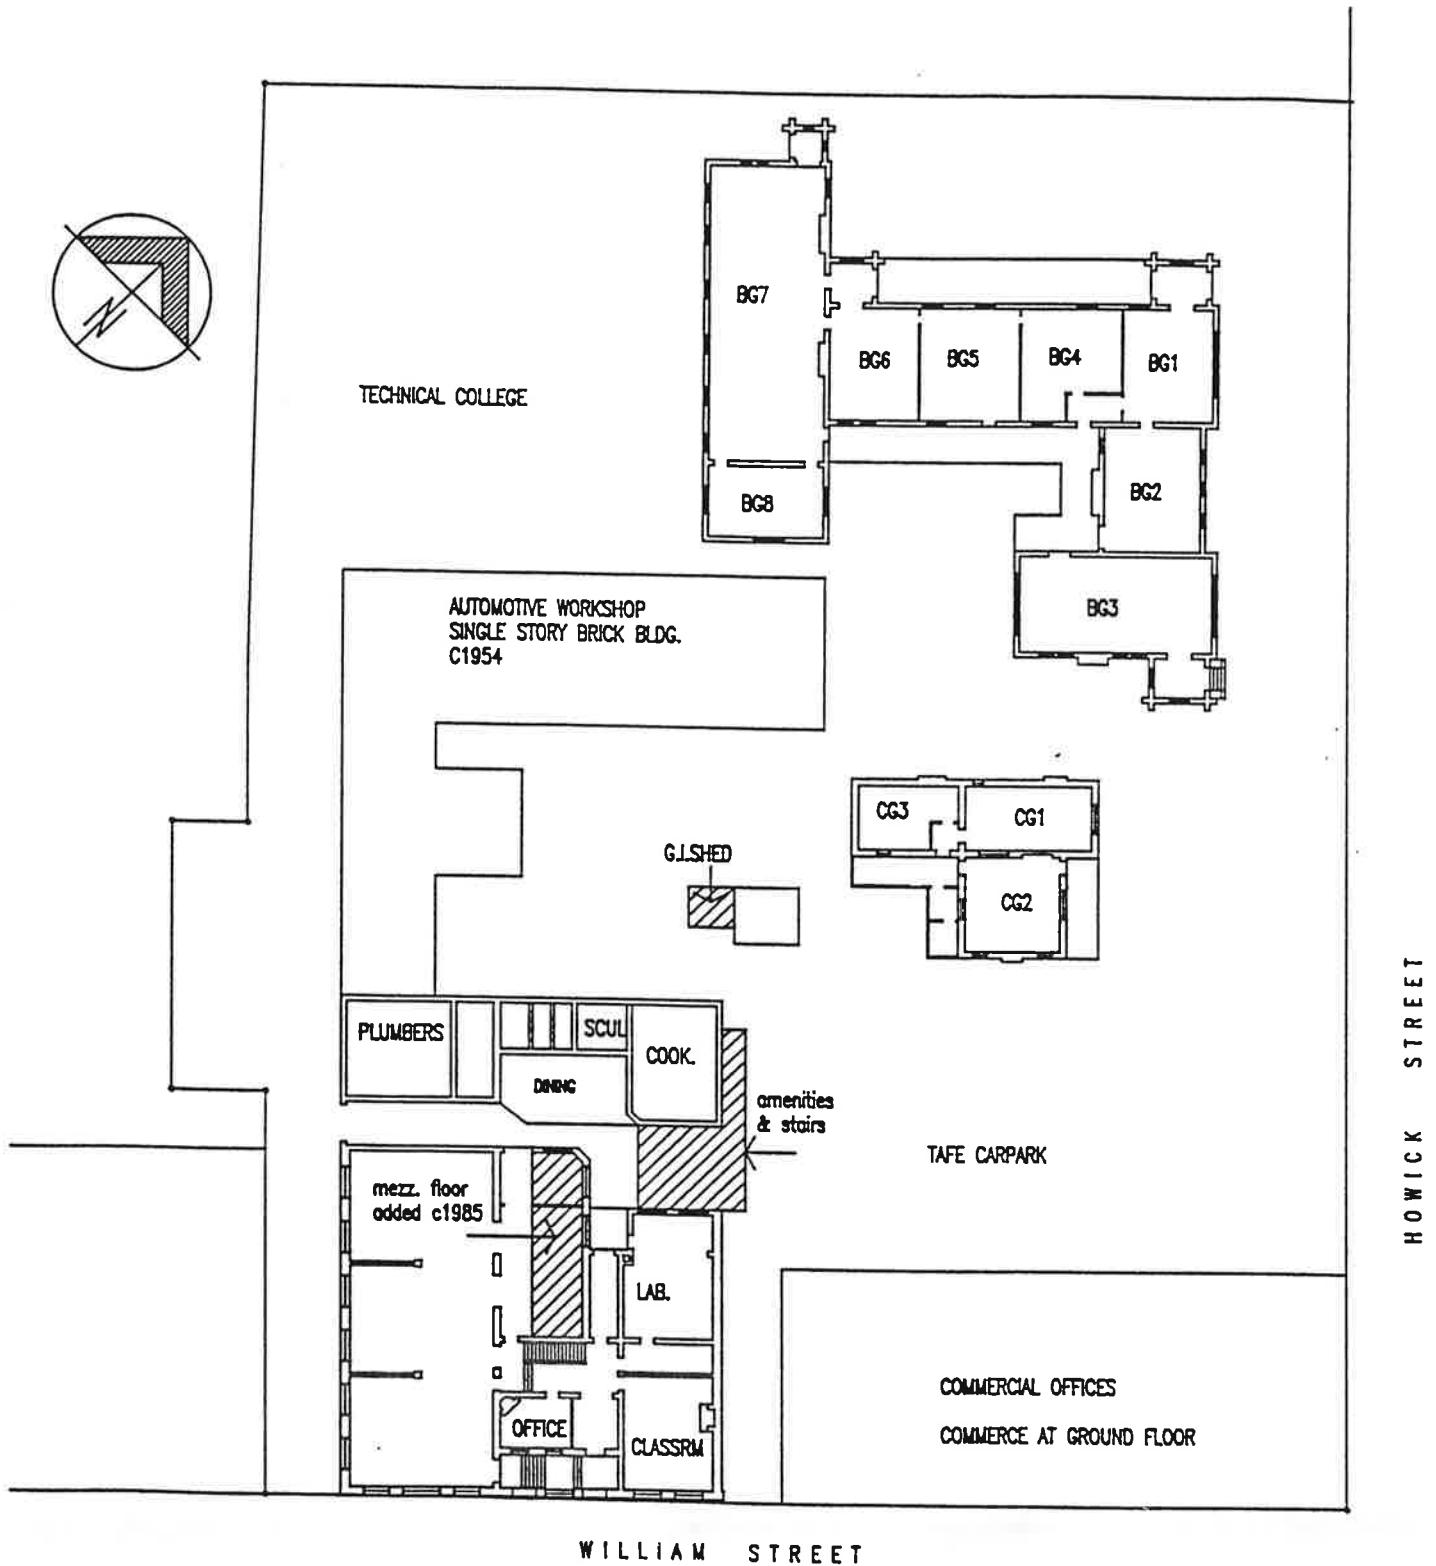 N
BG7
BG6
BG5
BG4
BG1
TECHNICAL COLLEGE
BG2
BG8
BG3
AUTOMOTIVE WORKSHOP
SINGLE STORY BRICK BLDG.
C1954
CG3
CG1
G.I.SHED
CG2
PLUMBERS
SCUL
COOK.
DINING
amenities
& stairs
TAFE CARPARK
mezz. floor
added c1985
LAB.
OFFICE
CLASSRM
COMMERCIAL OFFICES
COMMERCE AT GROUND FLOOR
HOWICK STREET
WILLIAM STREET